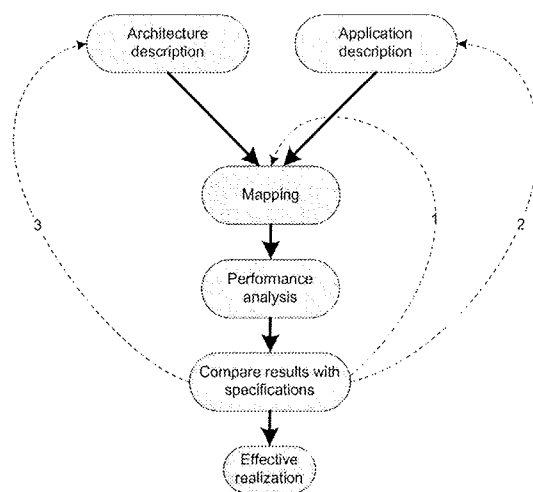 Architecture
description
Application
description
Mapping
1
2
3
Performance
analysis
Compare results with
specifications
Effective
realization